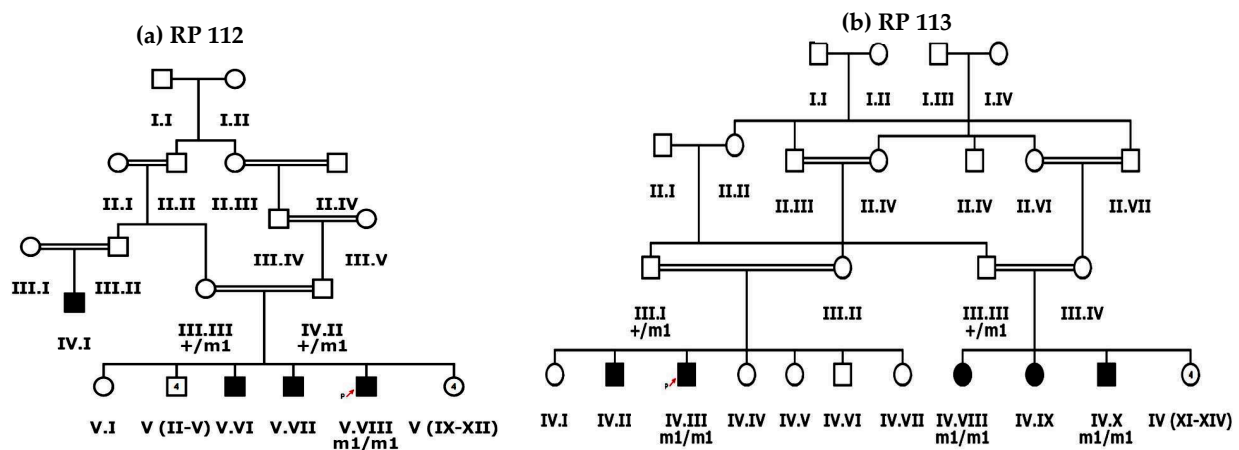 (a) RP 112
I.I I.II
II.I II.II II.III II.IV
III.IV III.V
III.I III.II
IV.I
III.III IV.II
+/m1 +/m1
4 P 4
V.I V (II-V) V.VI V.VII V.VIII V (IX-XII)
m1/m1
(b) RP 113
I.I I.II I.III I.IV
II.I II.II
II.III II.IV II.IV II.VI II.VII
III.I III.II III.III III.IV
+/m1 +/m1
P 4
IV.I IV.II IV.III IV.IV IV.V IV.VI IV.VII IV.VIII IV.IX IV.X IV (XI-XIV)
m1/m1 m1/m1 m1/m1